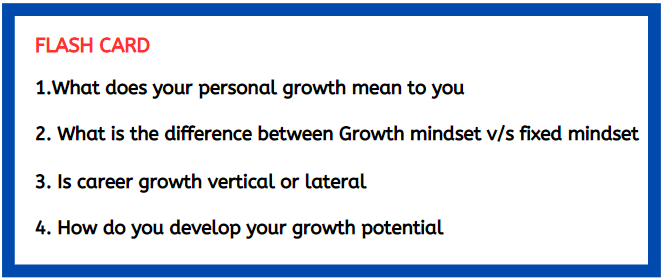 FLASH CARD
1.What does your personal growth mean to you
2. What is the difference between Growth mindset v/s fixed mindset
3. Is career growth vertical or lateral
4. How do you develop your growth potential